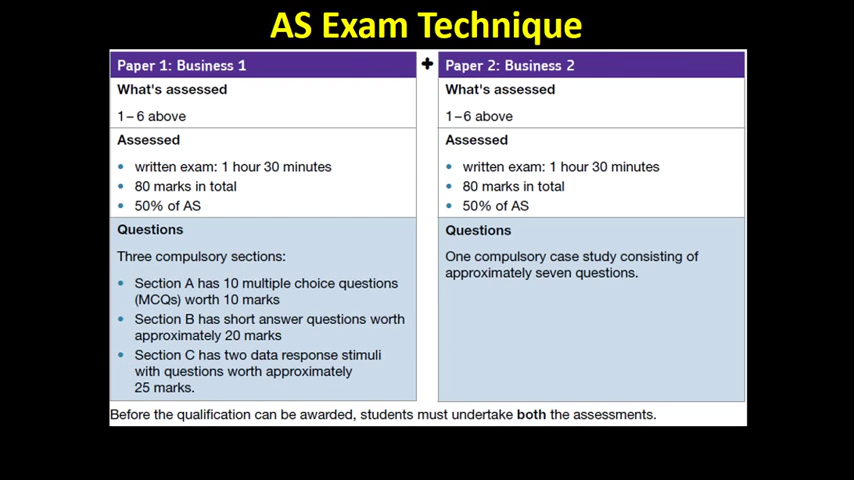 AS Exam Technique
Paper 1: Business 1
What's assessed
1–6 above
Assessed
• written exam: 1 hour 30 minutes
• 80 marks in total
• 50% of AS
Questions
Three compulsory sections:
• Section A has 10 multiple choice questions
(MCQs) worth 10 marks
• Section B has short answer questions worth
approximately 20 marks
• Section C has two data response stimuli
with questions worth approximately
25 marks.
+
Paper 2: Business 2
What's assessed
1–6 above
Assessed
• written exam: 1 hour 30 minutes
• 80 marks in total
• 50% of AS
Questions
One compulsory case study consisting of
approximately seven questions.
Before the qualification can be awarded, students must undertake both the assessments.